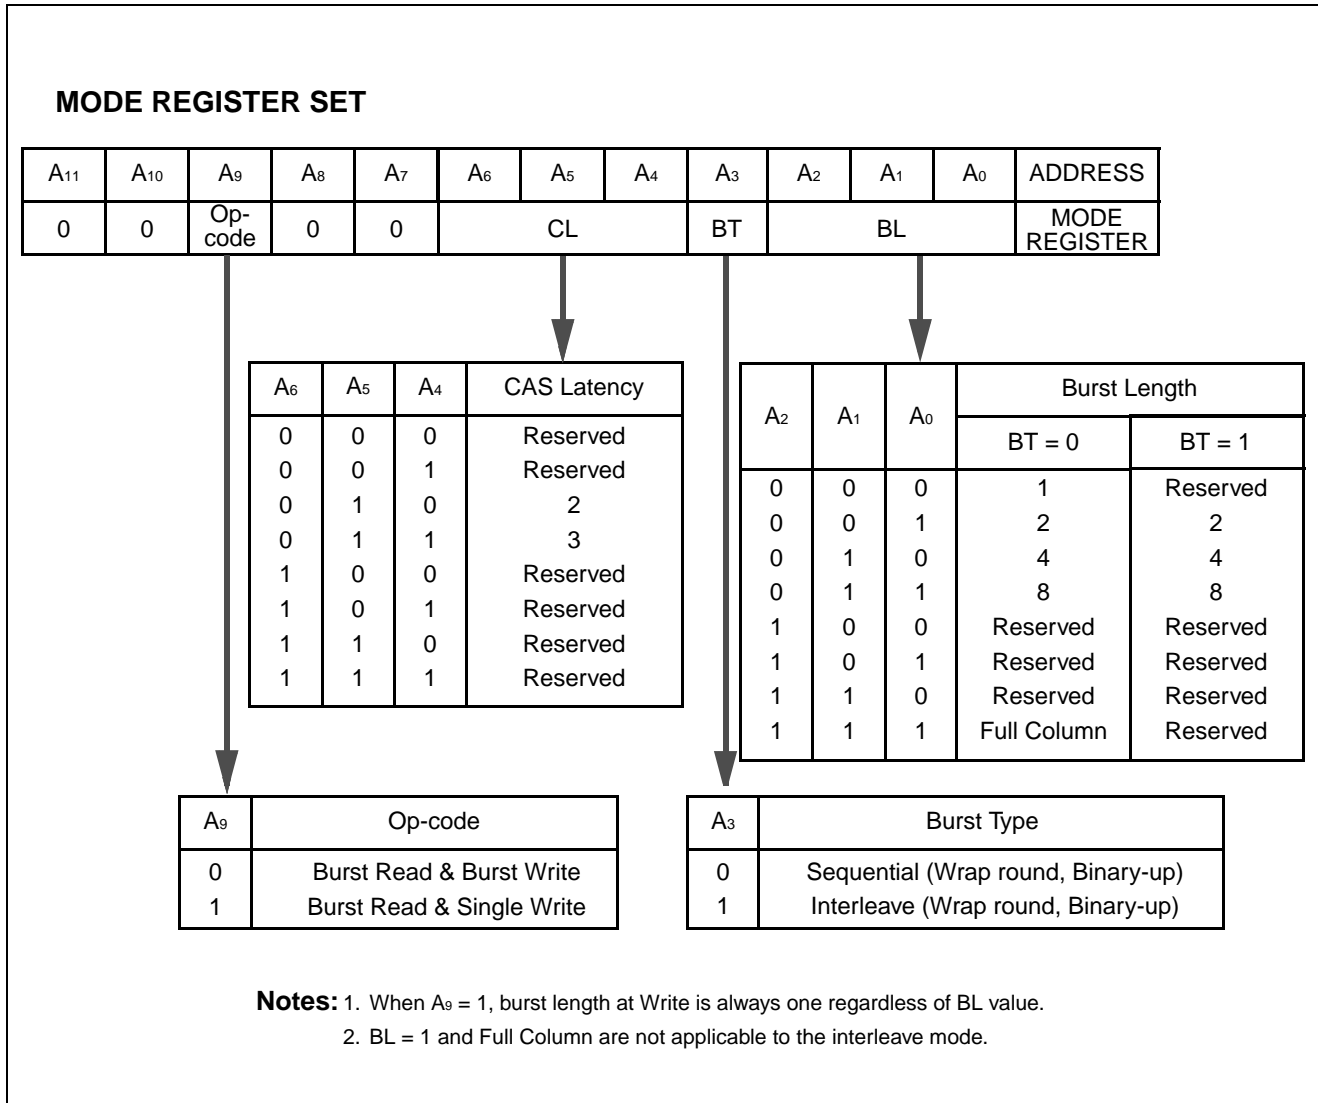 MODE REGISTER SET
A11 A10 A9 A8 A7 A6 A5 A4 A3 A2 A1 A0 ADDRESS
0 0 Op-code 0 0 CL BT BL MODE REGISTER
A6 A5 A4 CAS Latency
0 0 0 Reserved
0 0 1 Reserved
0 1 0 2
0 1 1 3
1 0 0 Reserved
1 0 1 Reserved
1 1 0 Reserved
1 1 1 Reserved
A2 A1 A0 Burst Length
BT = 0 BT = 1
0 0 0 1 Reserved
0 0 1 2 2
0 1 0 4 4
0 1 1 8 8
1 0 0 Reserved Reserved
1 0 1 Reserved Reserved
1 1 0 Reserved Reserved
1 1 1 Full Column Reserved
A9 Op-code
0 Burst Read & Burst Write
1 Burst Read & Single Write
A3 Burst Type
0 Sequential (Wrap round, Binary-up)
1 Interleave (Wrap round, Binary-up)
Notes: 1. When A9 = 1, burst length at Write is always one regardless of BL value.
2. BL = 1 and Full Column are not applicable to the interleave mode.